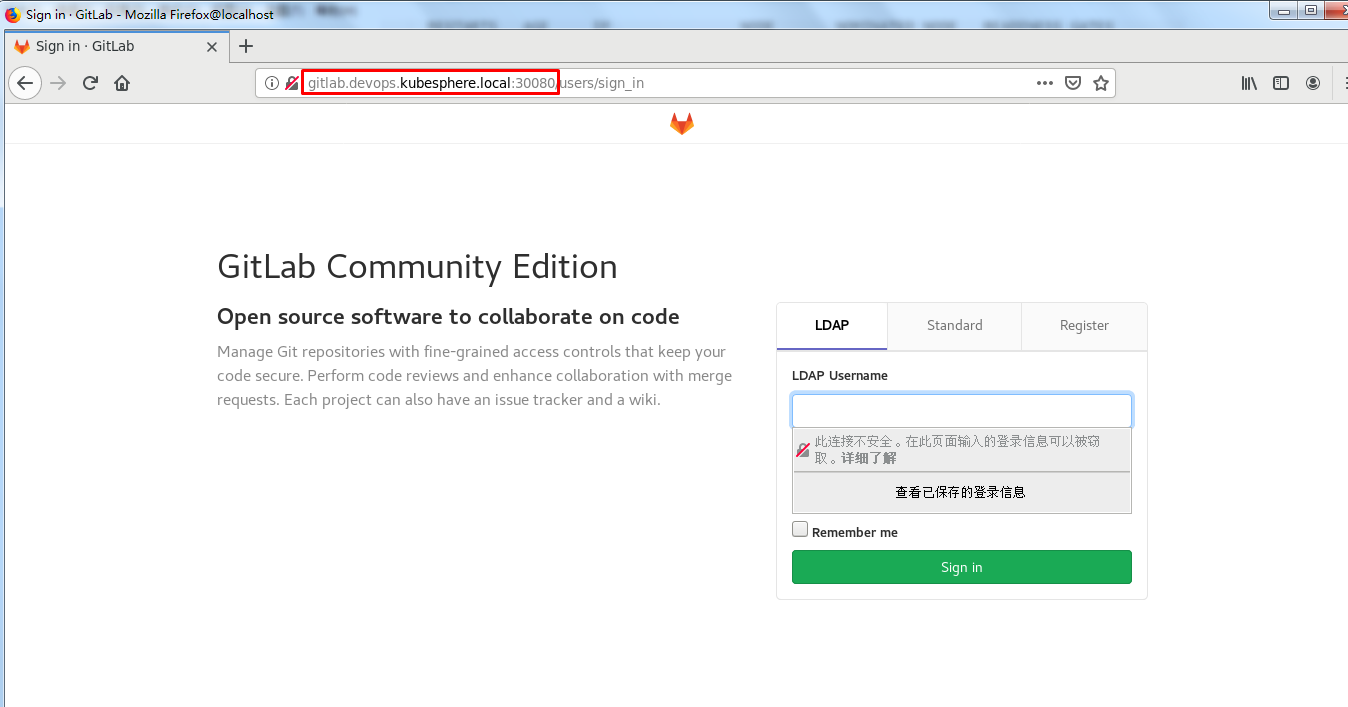 Sign in · GitLab - Mozilla Firefox@localhost
Sign in · GitLab
gitlab.devops.kubesphere.local:30080/users/sign_in
GitLab Community Edition
Open source software to collaborate on code
Manage Git repositories with fine-grained access controls that keep your
code secure. Perform code reviews and enhance collaboration with merge
requests. Each project can also have an issue tracker and a wiki.
LDAP
Standard
Register
LDAP Username
此连接不安全。在此页面输入的登录信息可以被窃
取。详细了解
查看已保存的登录信息
Remember me
Sign in